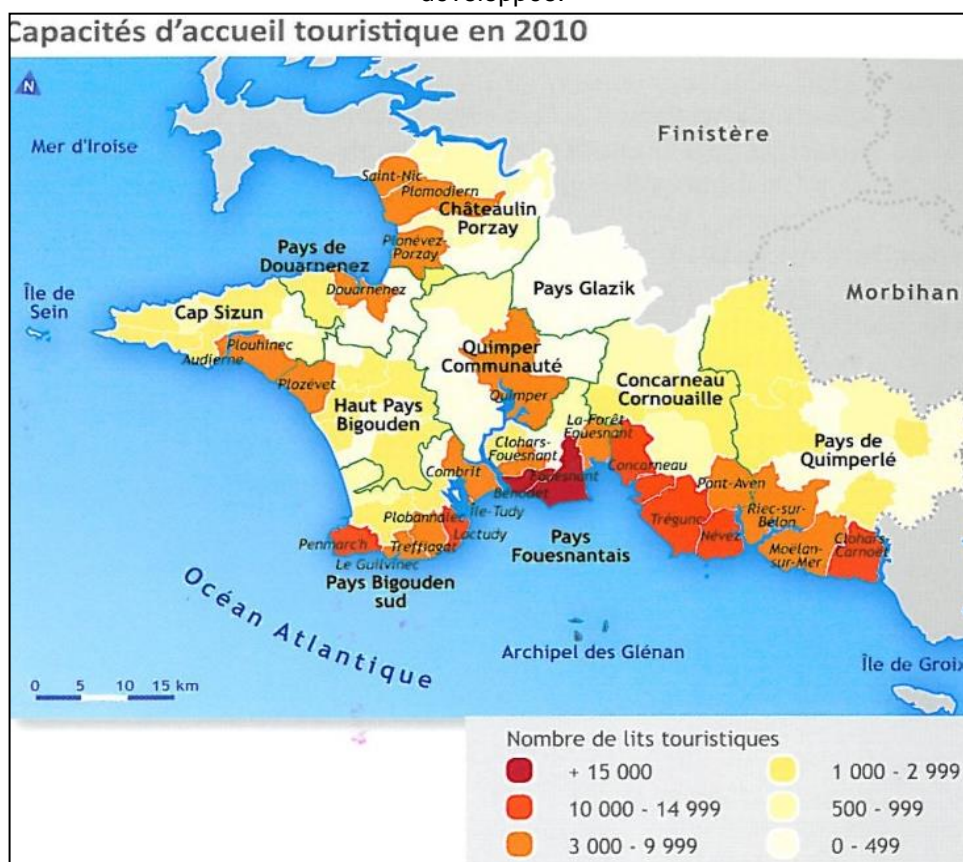 développée.
Capacités d'accueil touristique en 2010
N
Mer d'Iroise
Finistère
Saint-Nic
Plomodiern
Châteaulin
Porzay
Plonévez-
Porzay
Pays de
Douarnenez
Douarnenez
Pays Glazik
Morbihan
Île de
Sein
Cap Sizun
Plouhinec
Audierne
Plozévet
Quimper
Communauté
Quimper
Concarneau
Cornouaille
Haut Pays
Bigouden
La-Forêt
Fouesnant
Clohars-
Fouesnant
Fouesnant
Concarneau
Pays de
Quimperlé
Combrit
Bénodet
Île-Tudy
Pont-Aven
Riec-sur-
Bélon
Plobannalec
Loctudy
Trégunc
Névez
Penmarc'h
Treffiagat
Moëlan-
sur-Mer
Clohars-
Carnoët
Le Guilvinec
Pays
Fouesnantais
Pays Bigouden
sud
Océan Atlantique
Archipel des Glénan
Île de Groix
0 5 10 15 km
Nombre de lits touristiques
+ 15 000
10 000 - 14 999
3 000 - 9 999
1 000 - 2 999
500 - 999
0 - 499